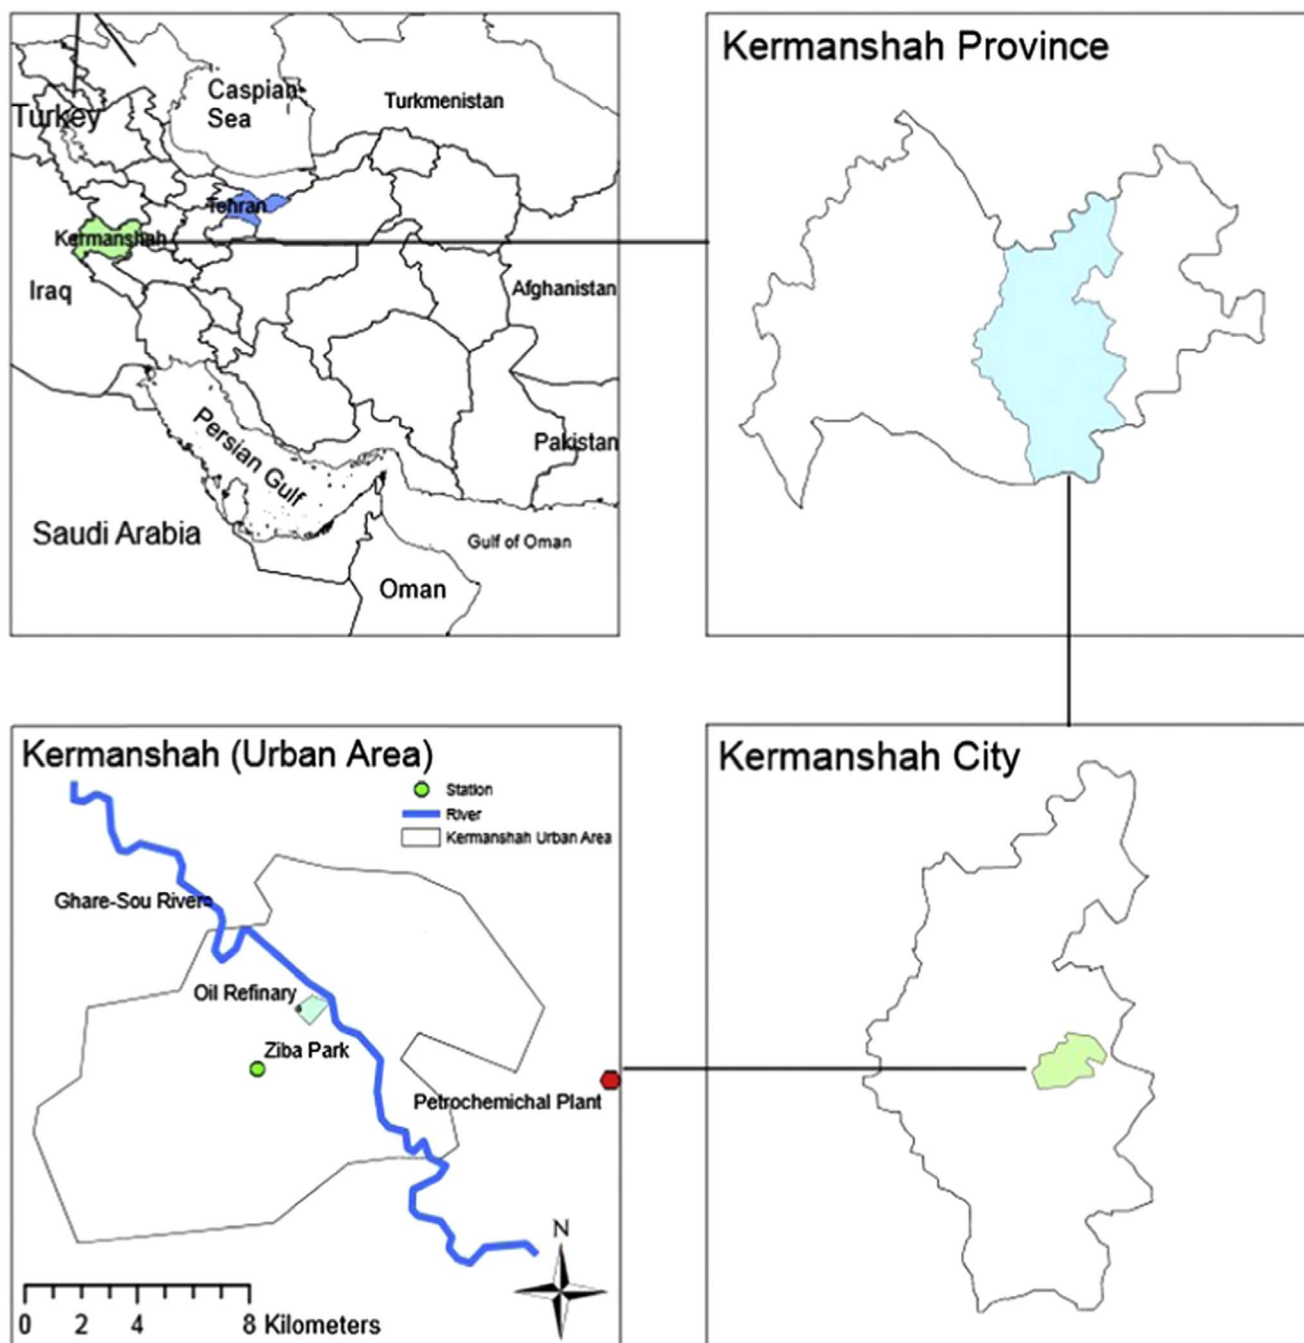 Caspian
Sea
Turkmenistan
Turkey
Tehran
Kermanshah
Iraq
Afghanistan
Persian Gulf
Pakistan
Saudi Arabia
Gulf of Oman
Oman
Kermanshah Province
Kermanshah (Urban Area)
Station
River
Kermanshah Urban Area
Ghare-Sou River
Oil Refinary
Ziba Park
Petrochemichal Plant
N
0 2 4 8 Kilometers
Kermanshah City